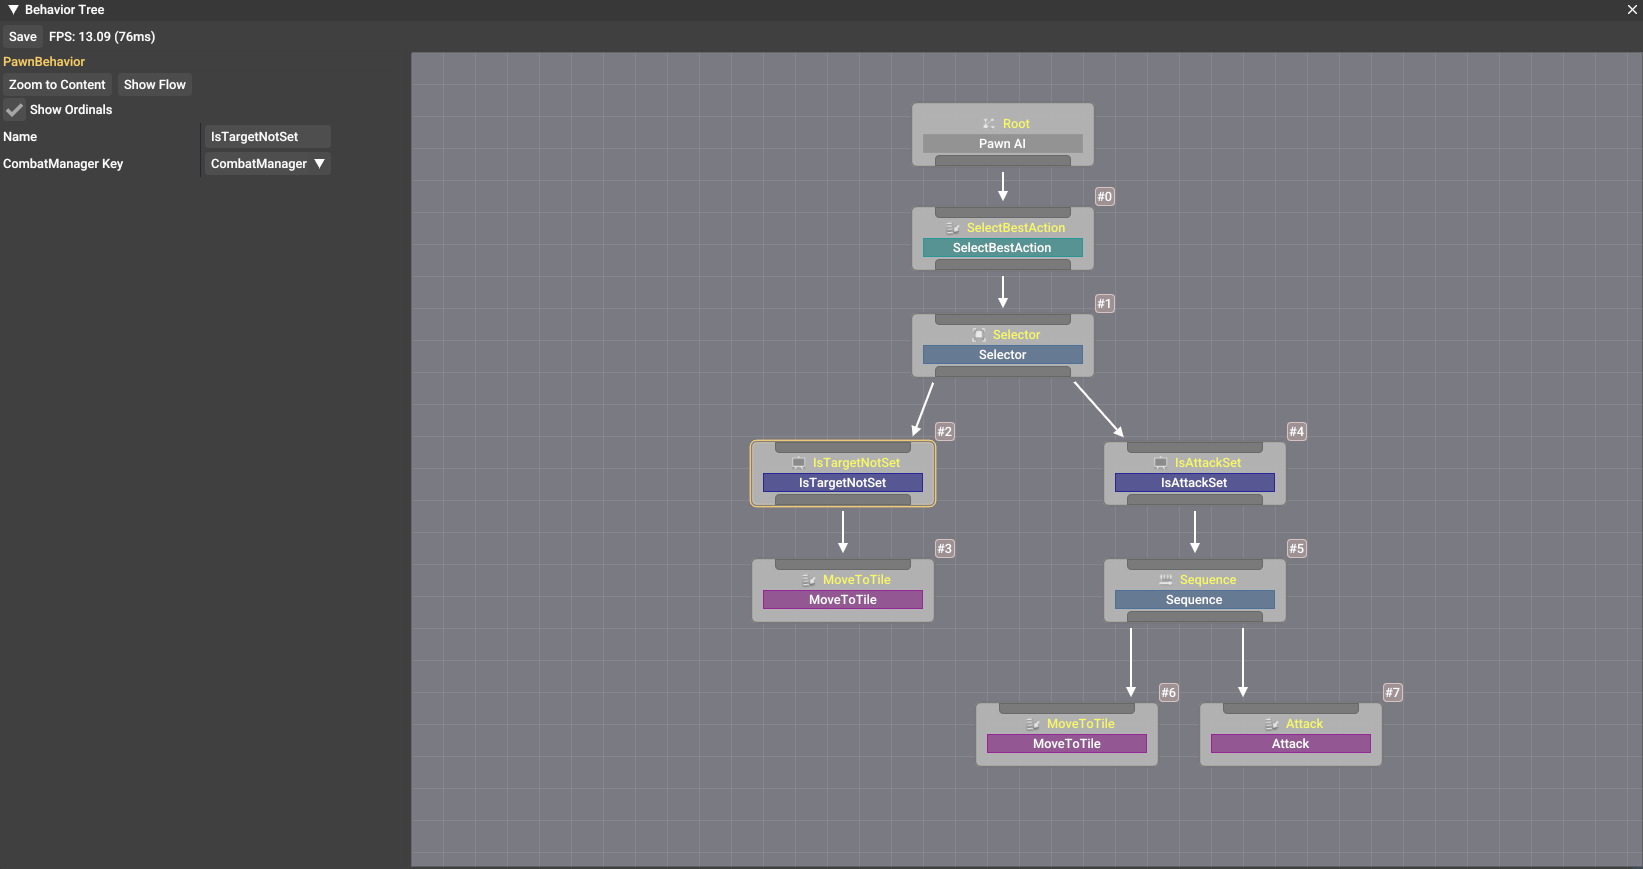 Behavior Tree
Save FPS: 13.09 (76ms)
PawnBehavior
Zoom to Content Show Flow
Show Ordinals
Name IsTargetNotSet
CombatManager Key CombatManager
Root
Pawn AI
#0
SelectBestAction
SelectBestAction
#1
Selector
Selector
#2
IsTargetNotSet
IsTargetNotSet
#4
IsAttackSet
IsAttackSet
#3
MoveToTile
MoveToTile
#5
Sequence
Sequence
#6
MoveToTile
MoveToTile
#7
Attack
Attack